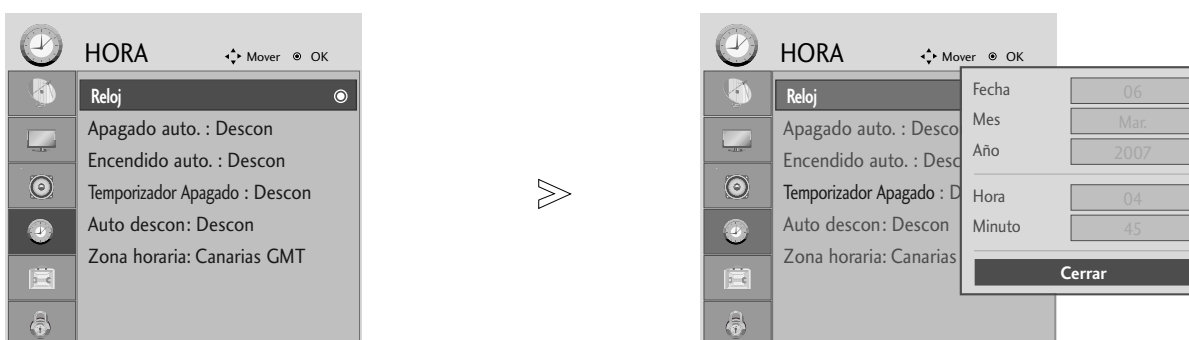 HORA Mover OK
Reloj
Apagado auto. : Descon
Encendido auto. : Descon
Temporizador Apagado : Descon
Auto descon: Descon
Zona horaria: Canarias GMT
HORA Mover OK
Reloj
Apagado auto. : Desco
Encendido auto. : Desc
Temporizador Apagado : D
Auto descon: Descon
Zona horaria: Canarias
Fecha 06
Mes Mar.
Año 2007
Hora 04
Minuto 45
Cerrar